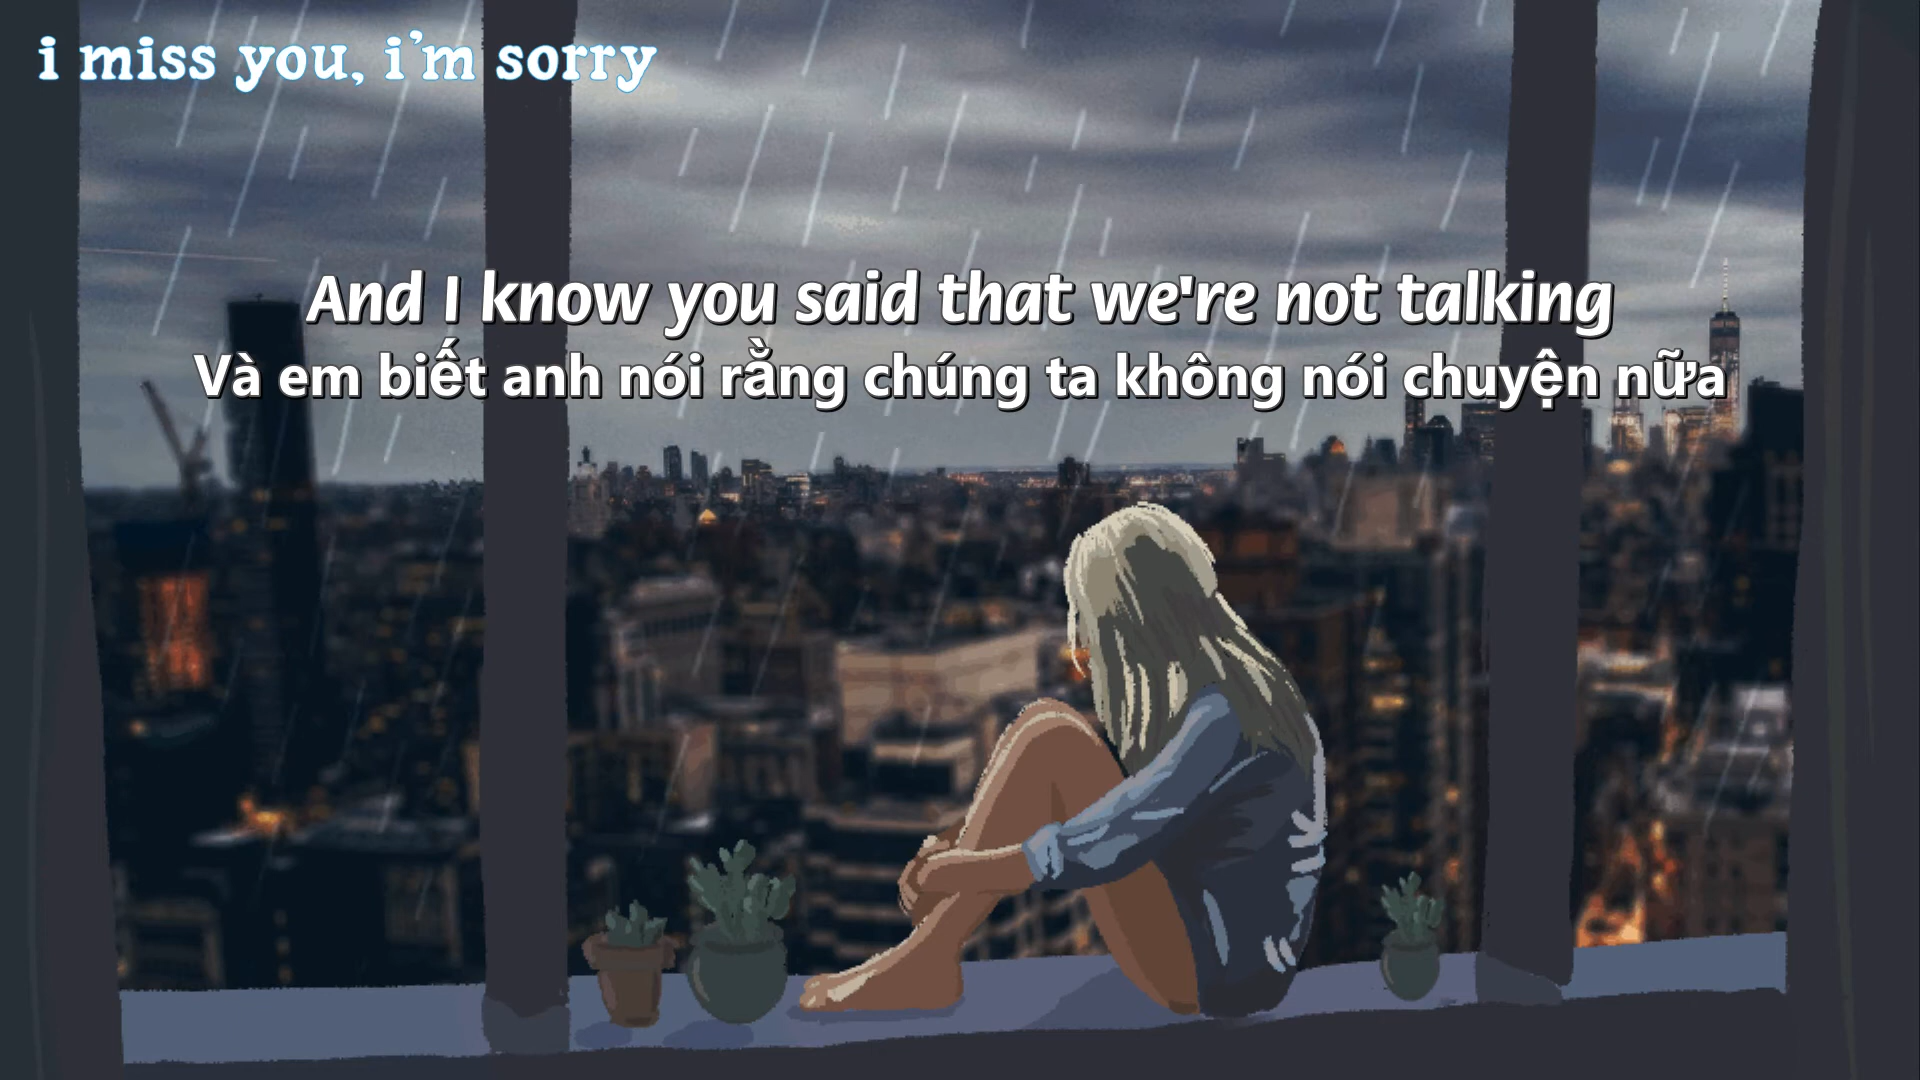 i miss you, i'm sorry
And I know you said that we're not talking
Và em biết anh nói rằng chúng ta không nói chuyện nữa